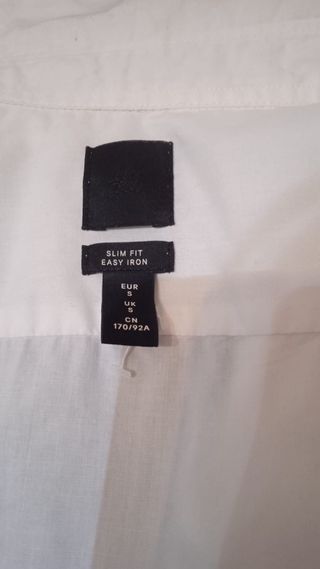 SLIM FIT
EASY IRON
EUR
S
UK
S
CN
170/92A